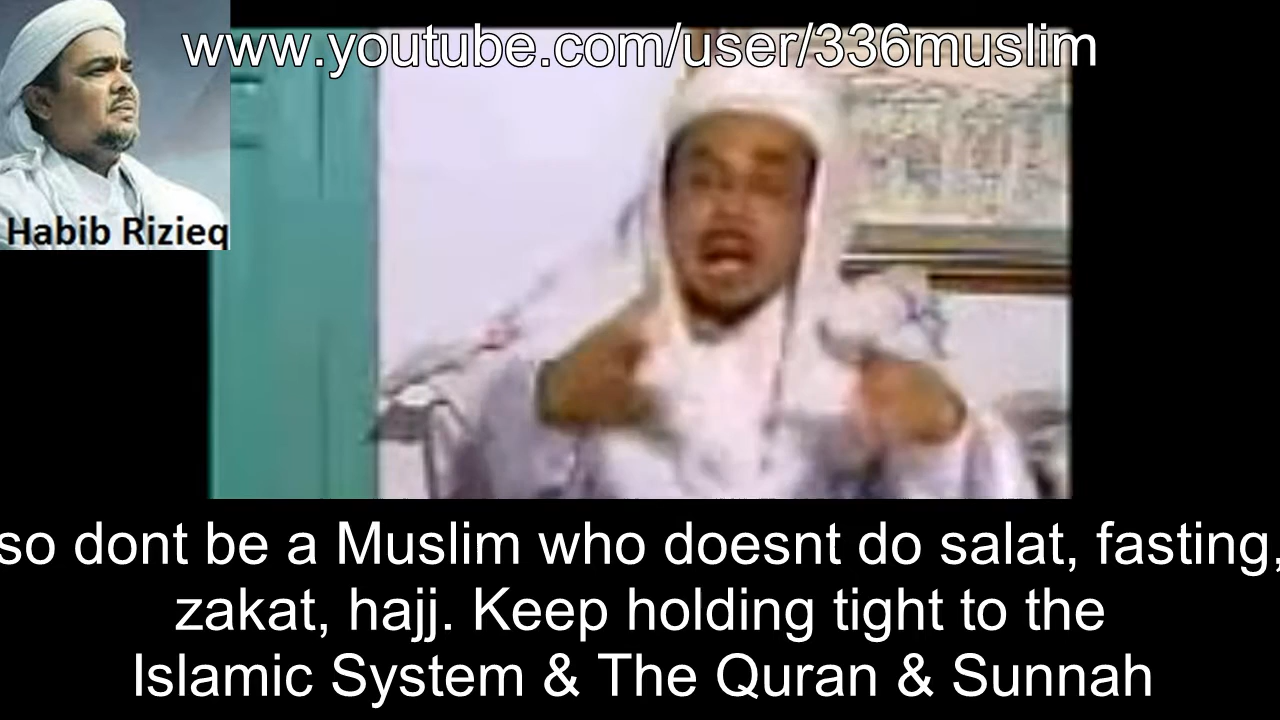 www.youtube.com/user/336muslim
Habib Rizieq
so dont be a Muslim who doesnt do salat, fasting,
zakat, hajj. Keep holding tight to the
Islamic System & The Quran & Sunnah